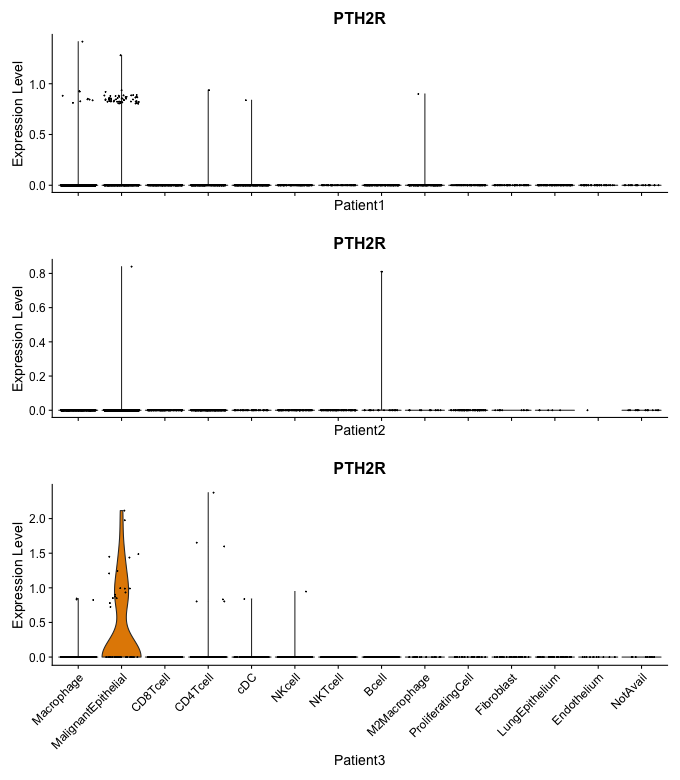 PTH2R
Expression Level
1.0
0.5
0.0
Patient1
PTH2R
Expression Level
0.8
0.6
0.4
0.2
0.0
Patient2
PTH2R
Expression Level
2.0
1.5
1.0
0.5
0.0
Macrophage
MalignantEpithelial
CD8Tcell
CD4Tcell
cDC
NKcell
NKTcell
Bcell
M2Macrophage
ProliferatingCell
Fibroblast
LungEpithelium
Endothelium
NotAvail
Patient3